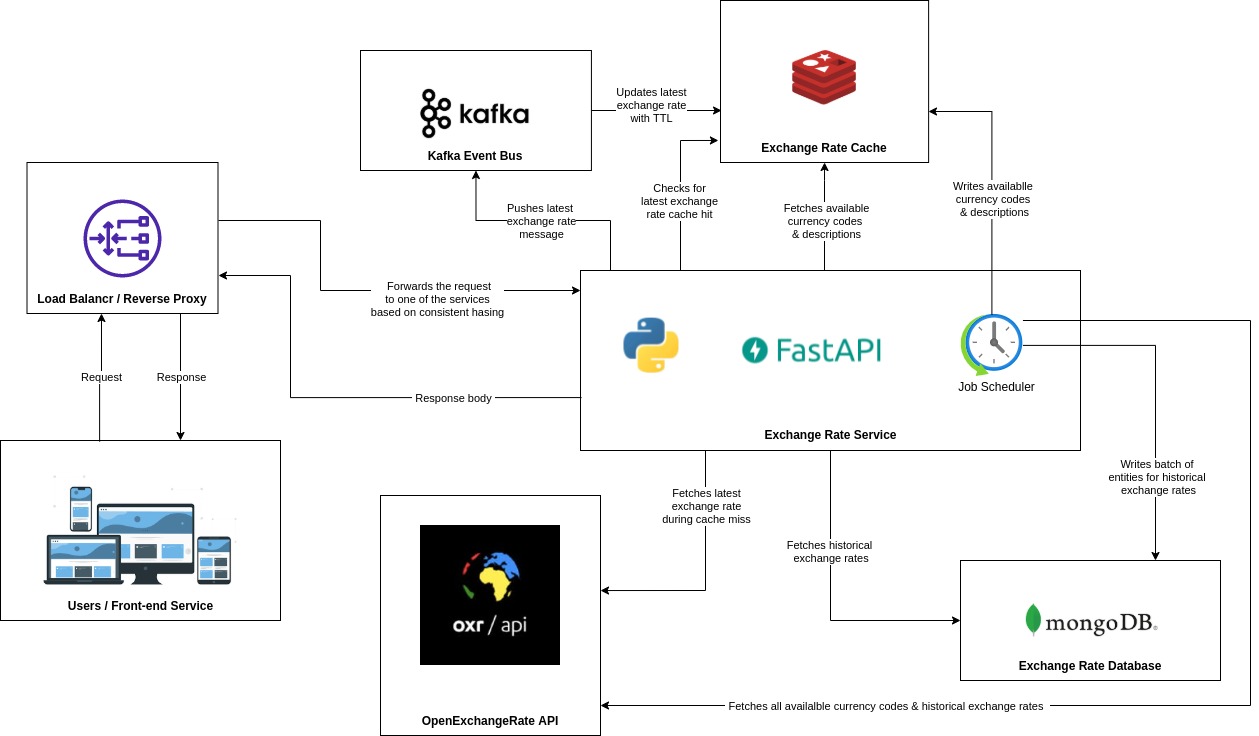 kafka
Kafka Event Bus
Updates latest
exchange rate
with TTL
Exchange Rate Cache
Checks for
latest exchange
rate cache hit
Fetches available
currency codes
& descriptions
Writes availablle
currency codes
& descriptions
Pushes latest
exchange rate
message
Load Balancr / Reverse Proxy
Forwards the request
to one of the services
based on consistent hasing
FastAPI
Job Scheduler
Request
Response
Response body
Exchange Rate Service
Users / Front-end Service
Fetches latest
exchange rate
during cache miss
Fetches historical
exchange rates
Writes batch of
entities for historical
exchange rates
oxr / api
OpenExchangeRate API
mongoDB®
Exchange Rate Database
Fetches all availalble currency codes & historical exchange rates